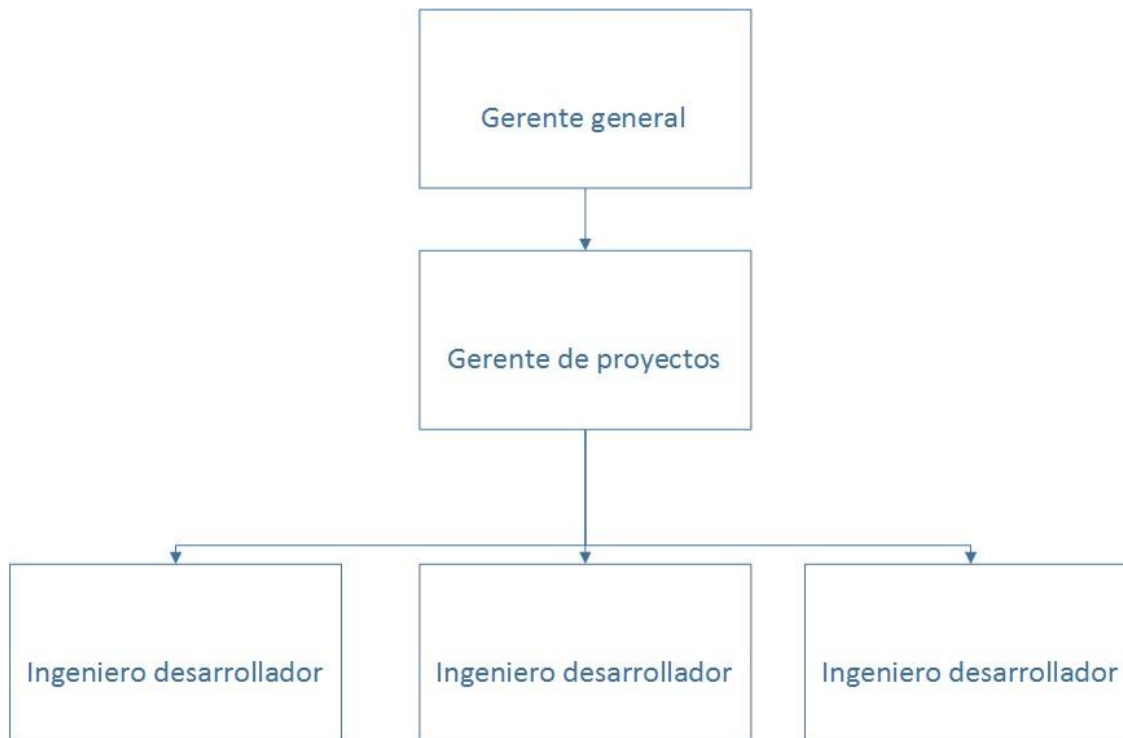 Gerente general
Gerente de proyectos
Ingeniero desarrollador
Ingeniero desarrollador
Ingeniero desarrollador